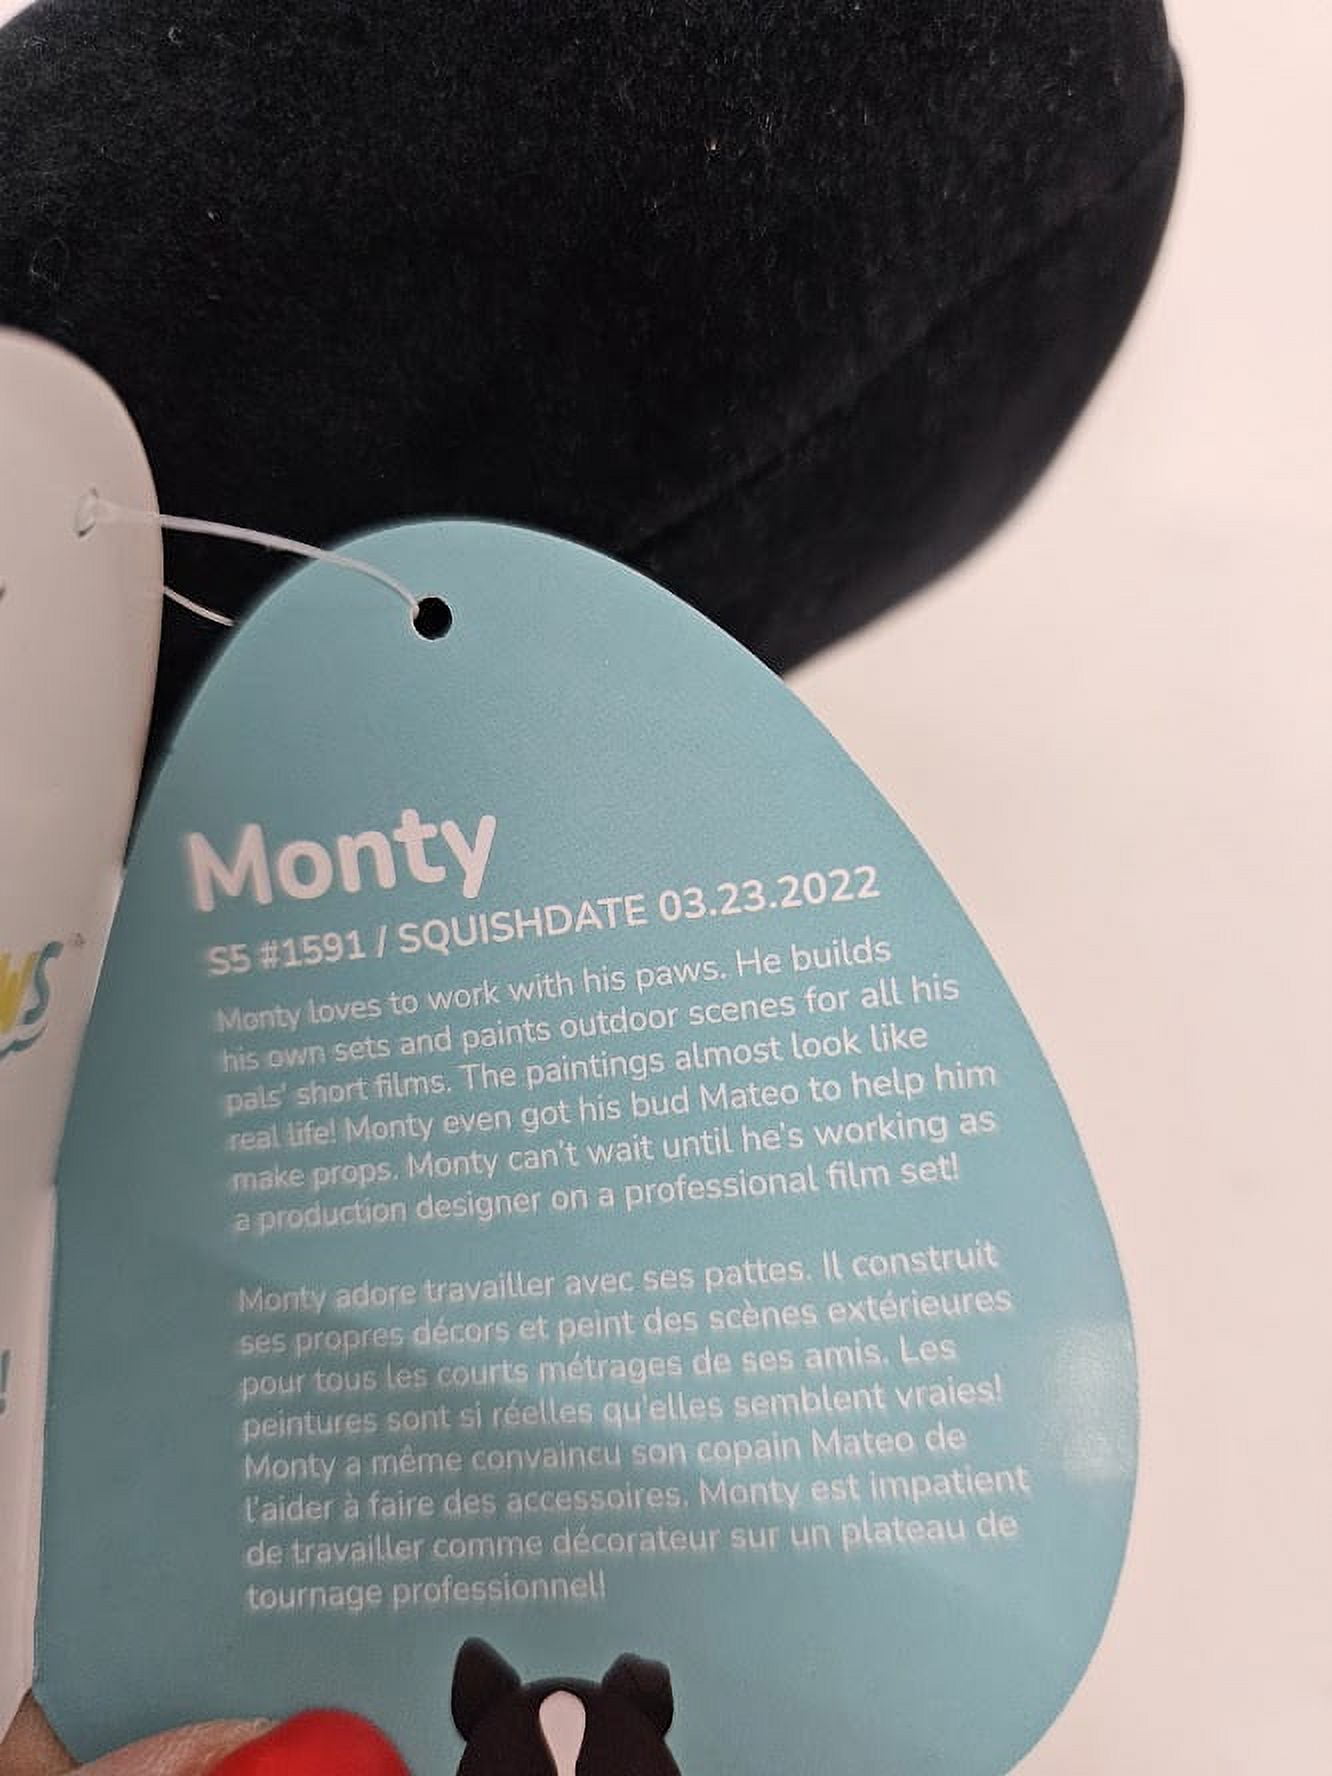 Monty
S5 #1591 / SQUISHDATE 03.23.2022
Monty loves to work with his paws. He builds
his own sets and paints outdoor scenes for all his
pals' short films. The paintings almost look like
real life! Monty even got his bud Mateo to help him
make props. Monty can't wait until he's working as
a production designer on a professional film set!
Monty adore travailler avec ses pattes. Il construit
ses propres décors et peint des scènes extérieures
pour tous les courts métrages de ses amis. Les
peintures sont si réelles qu'elles semblent vraies!
Monty a même convaincu son copain Mateo de
l'aider à faire des accessoires. Monty est impatient
de travailler comme décorateur sur un plateau de
tournage professionnel!